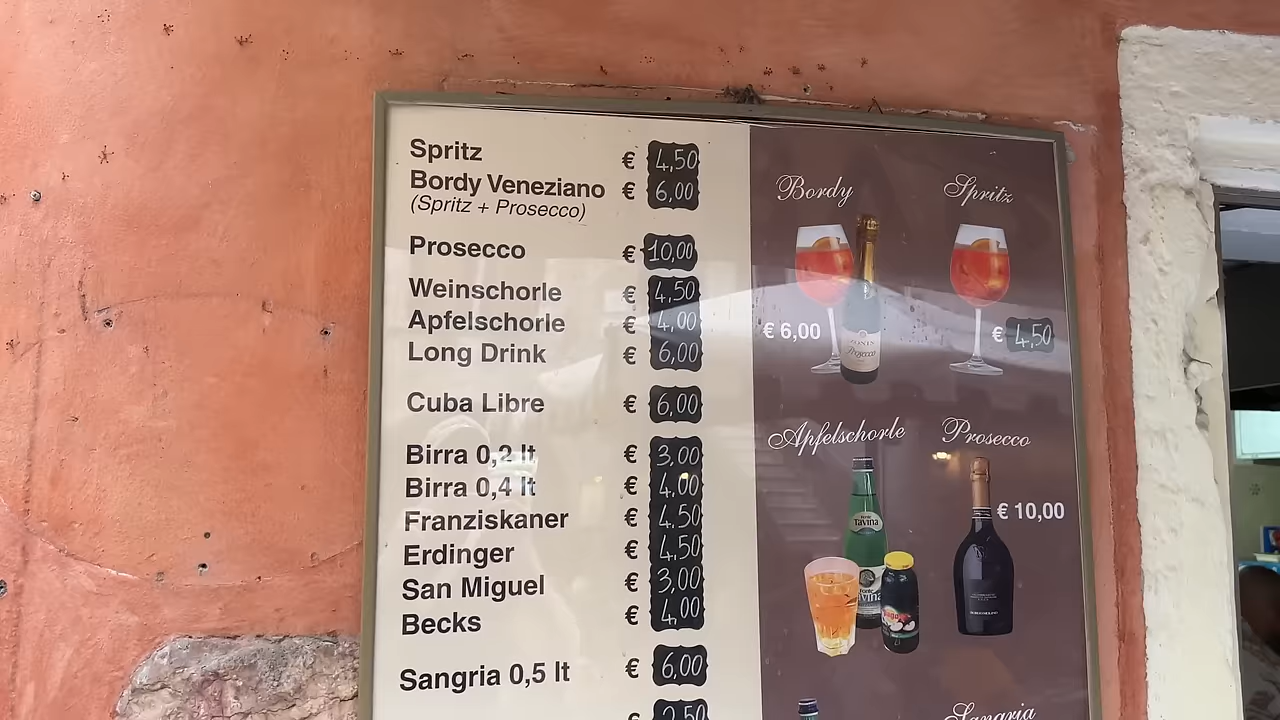 Spritz € 4,50
Bordy Veneziano € 6,00
(Spritz + Prosecco)
Prosecco € 10,00
Weinschorle € 4,50
Apfelschorle € 4,00
Long Drink € 6,00
Cuba Libre € 6,00
Birra 0,2 lt € 3,00
Birra 0,4 lt € 4,00
Franziskaner € 4,50
Erdinger € 4,50
San Miguel € 3,00
Becks € 4,00
Sangria 0,5 lt € 6,00
€ 2,50
Bordy
€ 6,00
ZONIN
Prosecco
Spritz
€ 4,50
Apfelschorle
Tavina
Prosecco
€ 10,00
Sangria